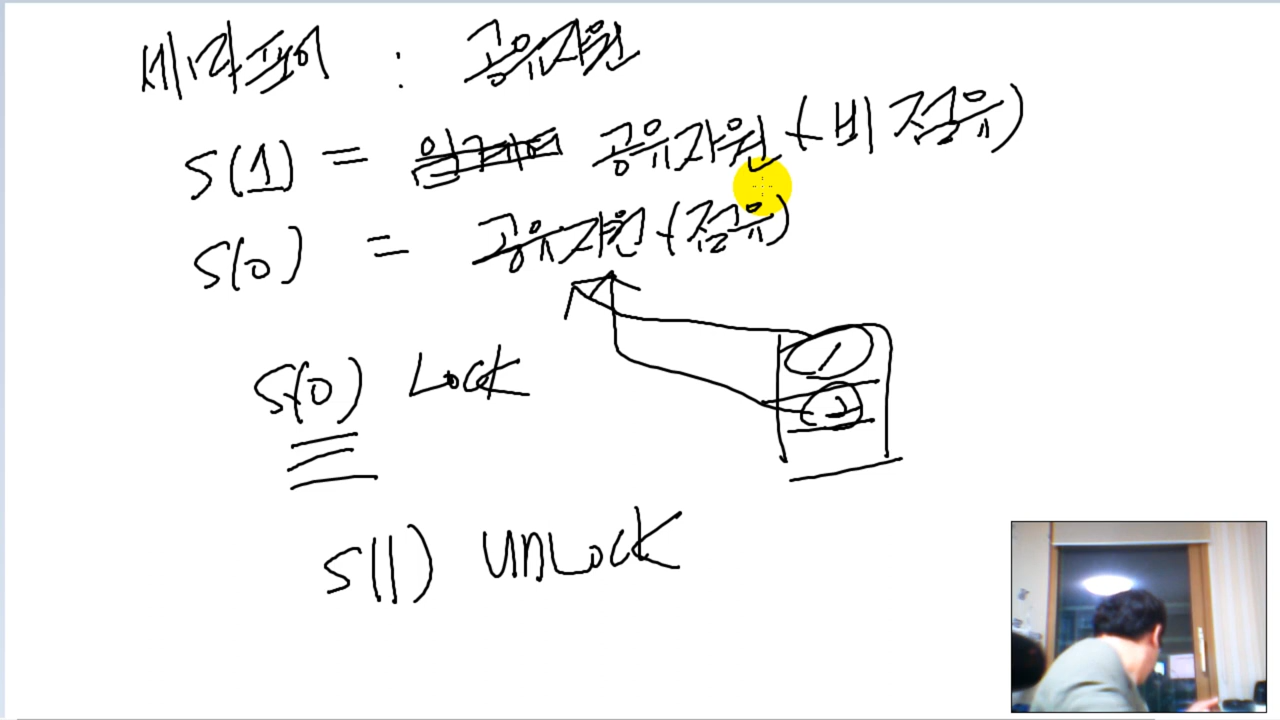 세마포어 : 공유자원
S(1) = 공유자원 (비점유)
S(0) = 공유자원 (점유)
S(0) Lock
1
2
S(1) UNLock